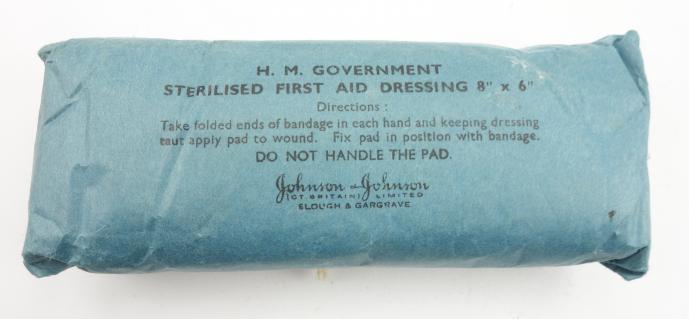 H. M. GOVERNMENT
STERILISED FIRST AID DRESSING 8" x 6"
Directions :
Take folded ends of bandage in each hand and keeping dressing
taut apply pad to wound. Fix pad in position with bandage.
DO NOT HANDLE THE PAD.
Johnson & Johnson
(GT. BRITAIN) LIMITED
SLOUGH & GARGRAVE